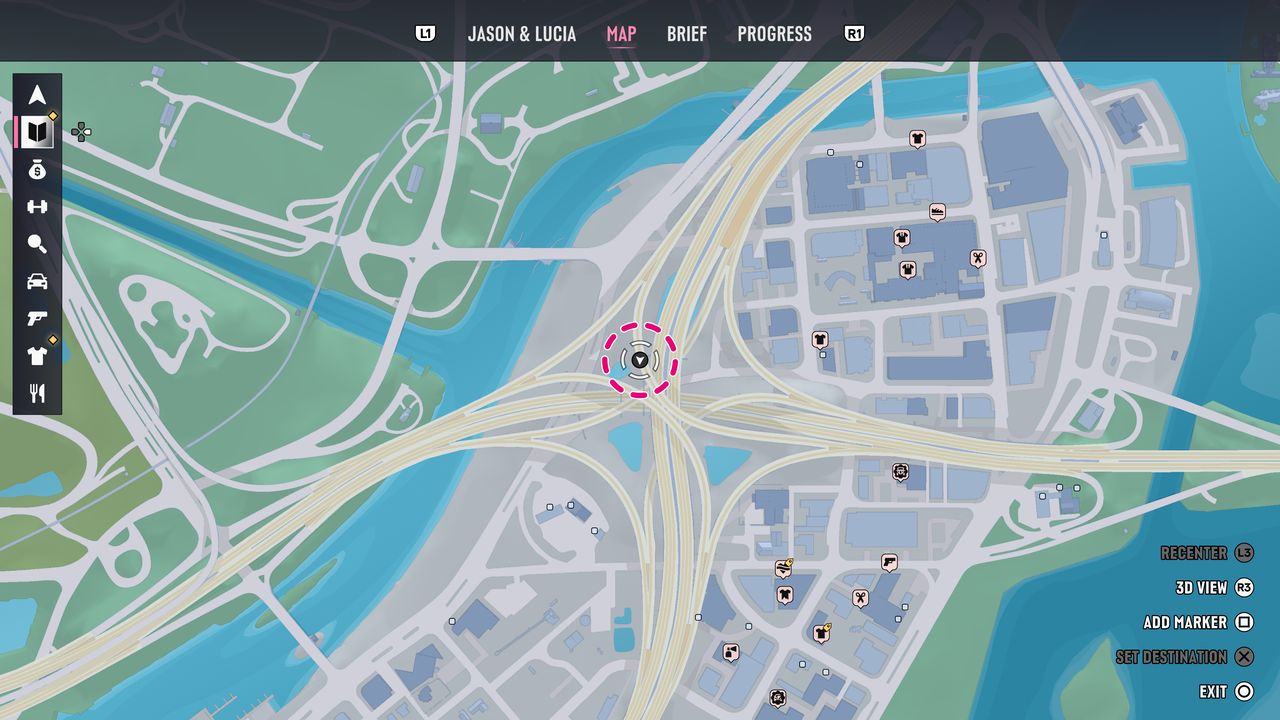 L1 JASON & LUCIA MAP BRIEF PROGRESS R1
RECENTER L3
3D VIEW R3
ADD MARKER
SET DESTINATION
EXIT